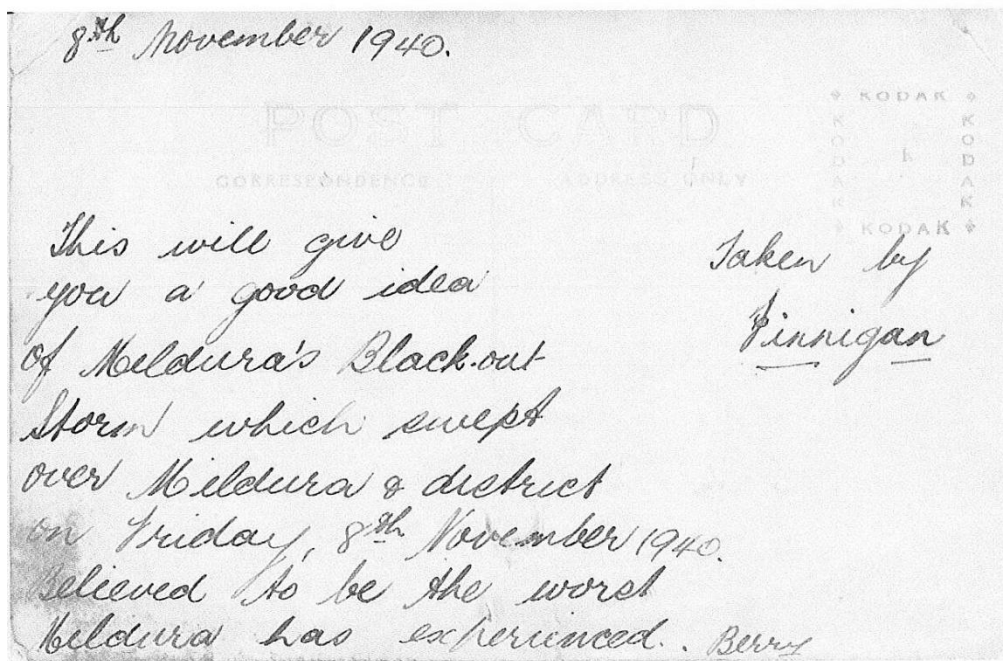 8th November 1940.
POST CARD
CORRESPONDENCE
ADDRESS ONLY
KODAK
KODAK
KODAK
KODAK
This will give
you a good idea
of Mildura's Black-out
Storm which swept
over Mildura & district
on Friday, 8th November 1940.
Believed to be the worst
Mildura has experienced.. Berry
Taken by
Finnigan